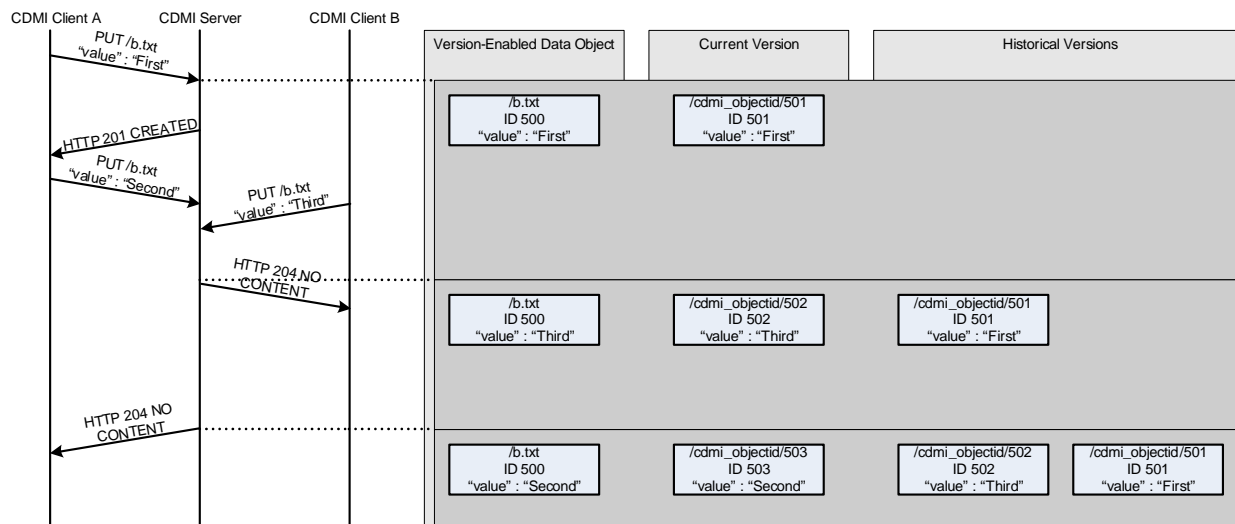 CDMI Client A
CDMI Server
CDMI Client B
Version-Enabled Data Object
Current Version
Historical Versions
PUT /b.txt
“value” : “First”
/b.txt
ID 500
“value” : “First”
/cdmi_objectid/501
ID 501
“value” : “First”
HTTP 201 CREATED
PUT /b.txt
“value” : “Second”
PUT /b.txt
“value” : “Third”
HTTP 204 NO
CONTENT
/b.txt
ID 500
“value” : “Third”
/cdmi_objectid/502
ID 502
“value” : “Third”
/cdmi_objectid/501
ID 501
“value” : “First”
HTTP 204 NO
CONTENT
/b.txt
ID 500
“value” : “Second”
/cdmi_objectid/503
ID 503
“value” : “Second”
/cdmi_objectid/502
ID 502
“value” : “Third”
/cdmi_objectid/501
ID 501
“value” : “First”